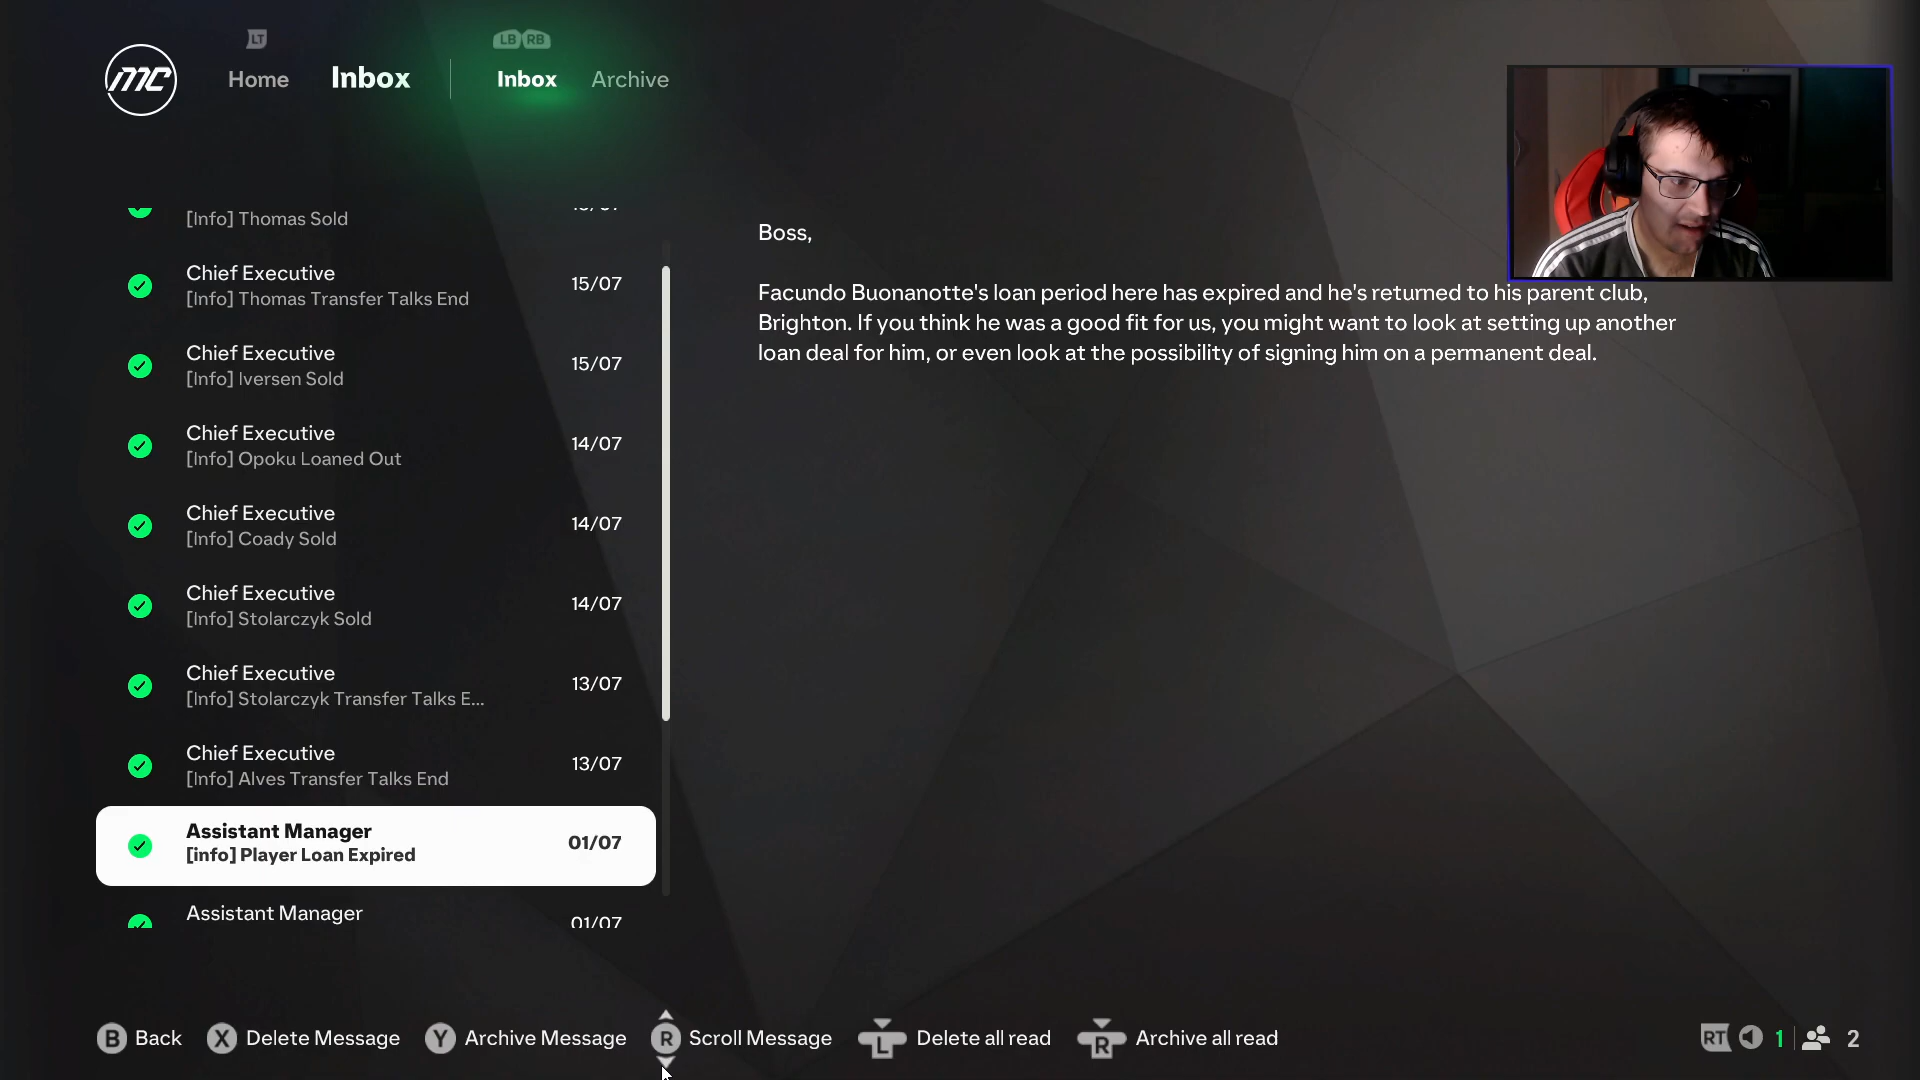 LT
LB RB
MC
Home
Inbox
Inbox
Archive
[Info] Thomas Sold
Chief Executive
15/07
[Info] Thomas Transfer Talks End
Chief Executive
15/07
[Info] Iversen Sold
Chief Executive
14/07
[Info] Opoku Loaned Out
Chief Executive
14/07
[Info] Coady Sold
Chief Executive
14/07
[Info] Stolarczyk Sold
Chief Executive
13/07
[Info] Stolarczyk Transfer Talks E...
Chief Executive
13/07
[Info] Alves Transfer Talks End
Assistant Manager
01/07
[info] Player Loan Expired
Assistant Manager
01/07
Boss,
Facundo Buonanotte's loan period here has expired and he's returned to his parent club,
Brighton. If you think he was a good fit for us, you might want to look at setting up another
loan deal for him, or even look at the possibility of signing him on a permanent deal.
B Back
X Delete Message
Y Archive Message
R Scroll Message
L Delete all read
R Archive all read
RT 1 2